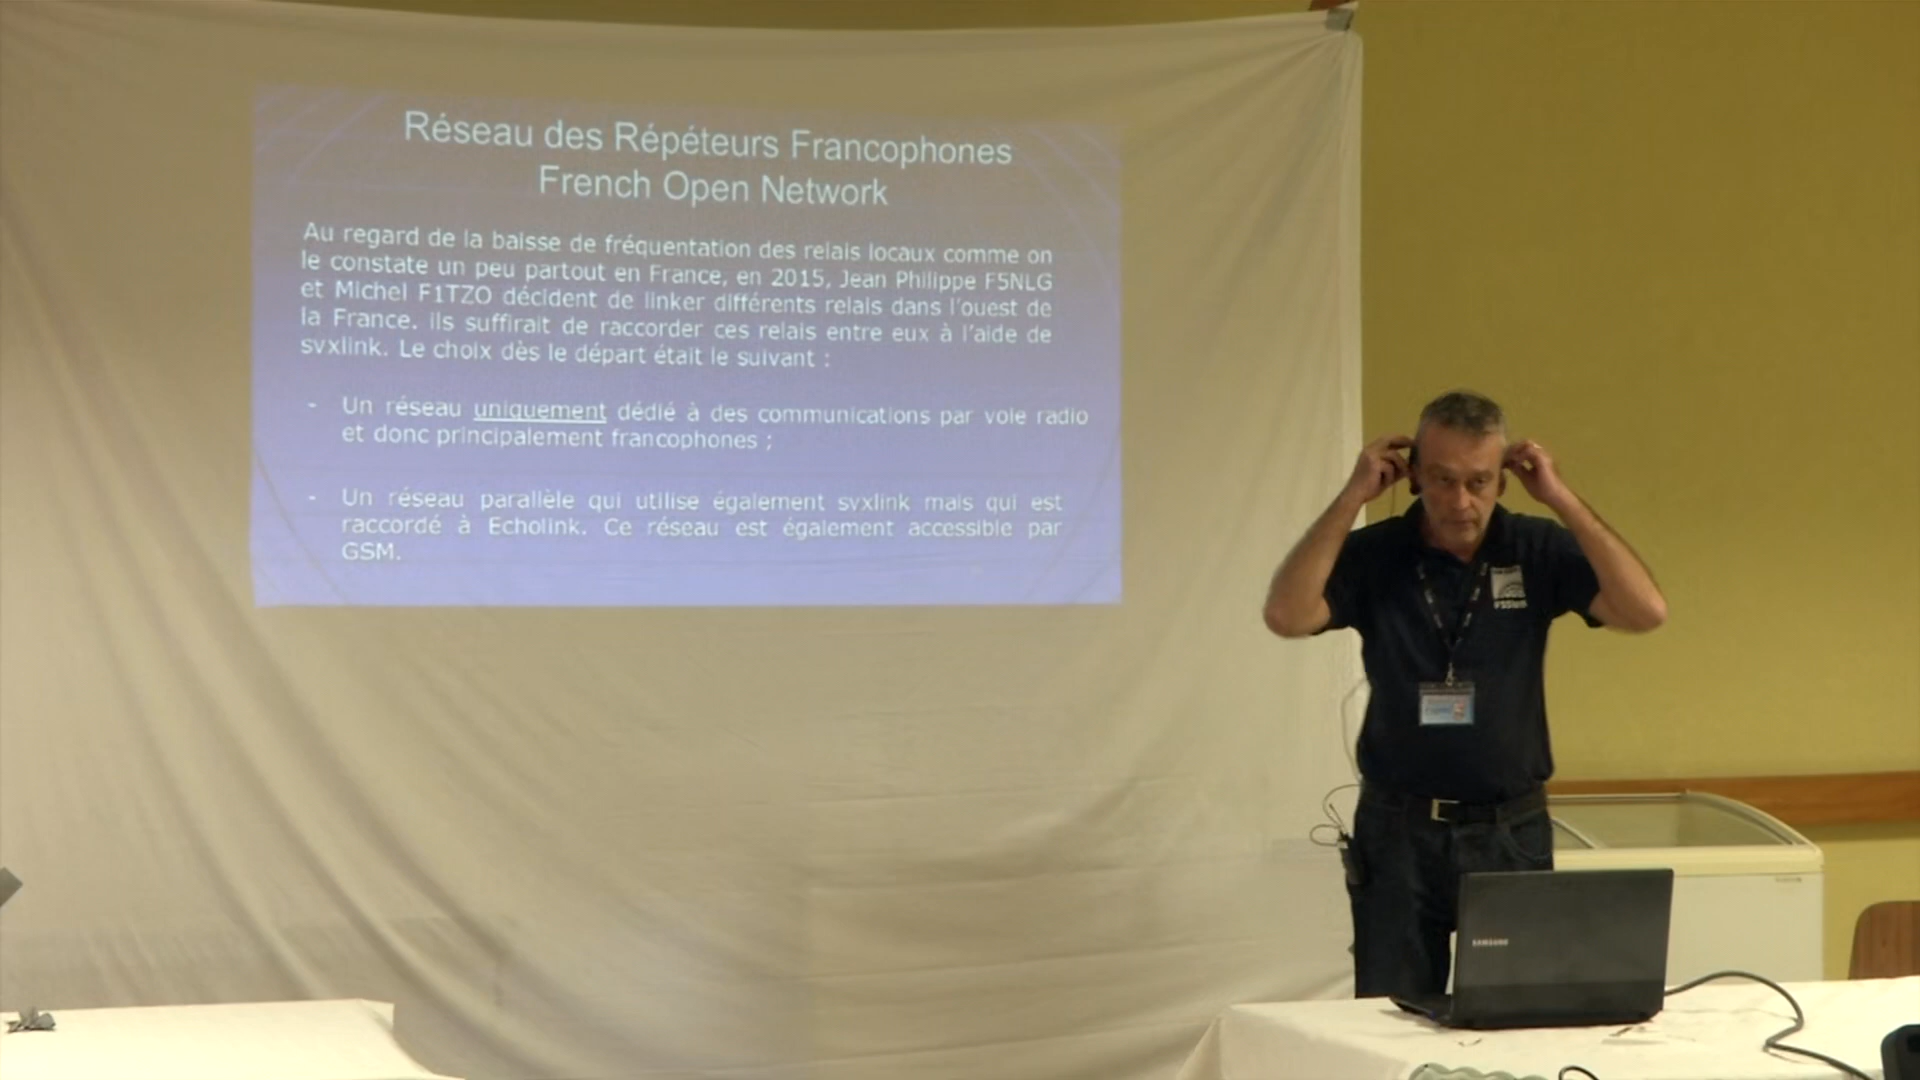 Réseau des Répéteurs Francophones
French Open Network
Au regard de la baisse de fréquentation des relais locaux comme on
le constate un peu partout en France, en 2015, Jean Philippe F5NLG
et Michel F1TZO décident de linker différents relais dans l'ouest de
la France. ils suffirait de raccorder ces relais entre eux à l'aide de
svxlink. Le choix dès le départ était le suivant :
- Un réseau uniquement dédié à des communications par voie radio
et donc principalement francophones ;
- Un réseau parallèle qui utilise également svxlink mais qui est
raccordé à Echolink. Ce réseau est également accessible par
GSM.
SAMSUNG